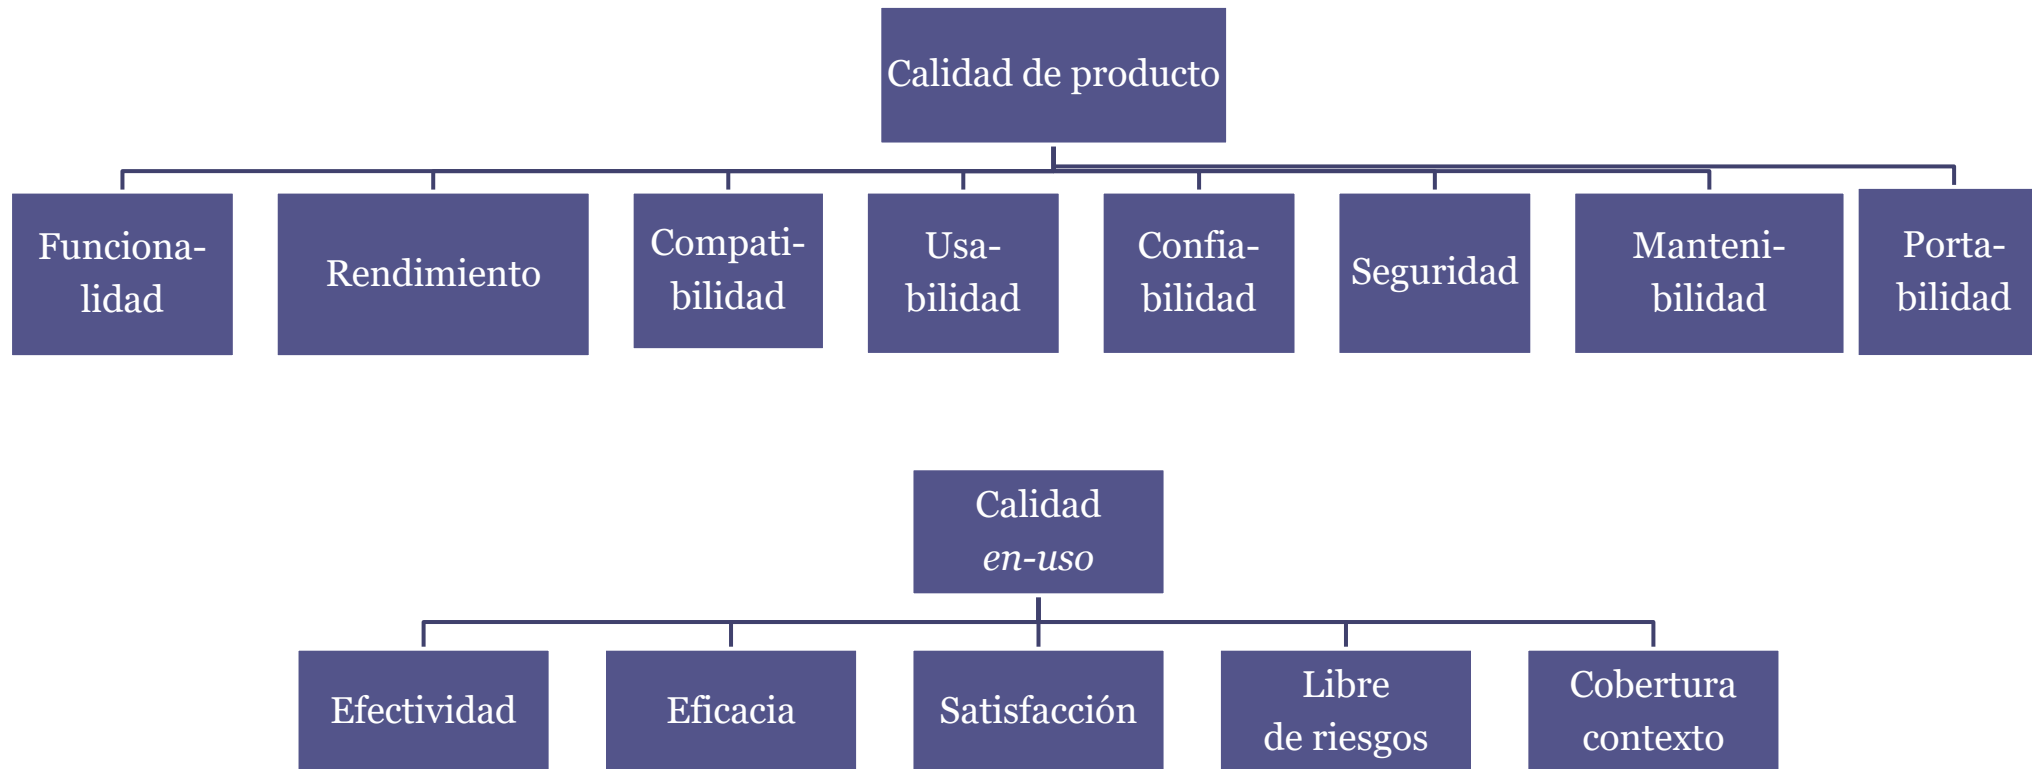 Calidad de producto
Funciona-
lidad
Rendimiento
Compati-
bilidad
Usa-
bilidad
Confia-
bilidad
Seguridad
Manteni-
bilidad
Porta-
bilidad
Calidad
en-uso
Efectividad
Eficacia
Satisfacción
Libre
de riesgos
Cobertura
contexto